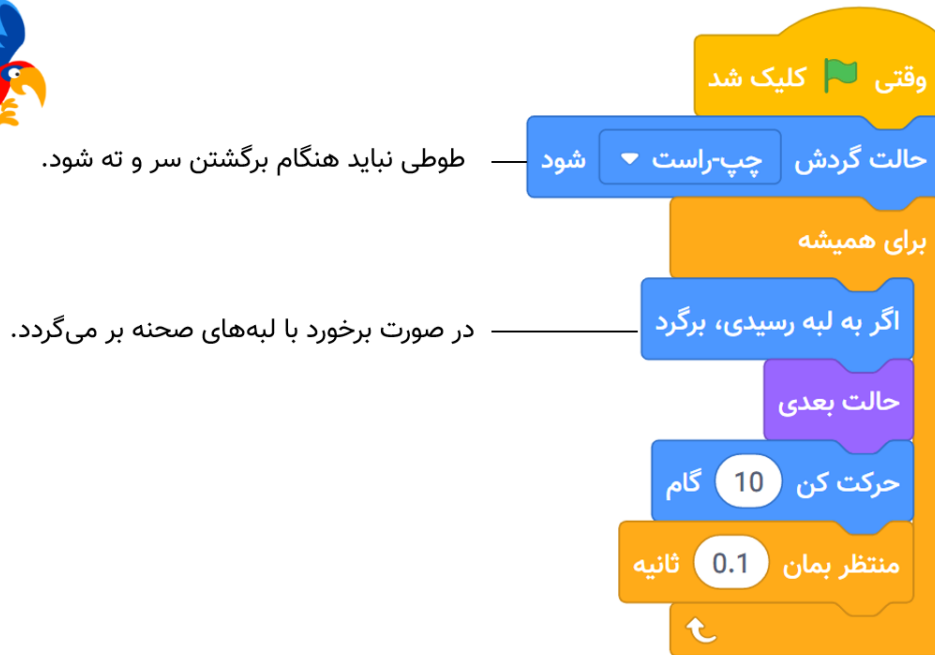 وقتی کلیک شد
حالت گردش چپ-راست شود
طوطی نباید هنگام برگشتن سر و ته شود.
برای همیشه
اگر به لبه رسیدی، برگرد
در صورت برخورد با لبه‌های صحنه بر می‌گردد.
حالت بعدی
حرکت کن 10 گام
منتظر بمان 0.1 ثانیه